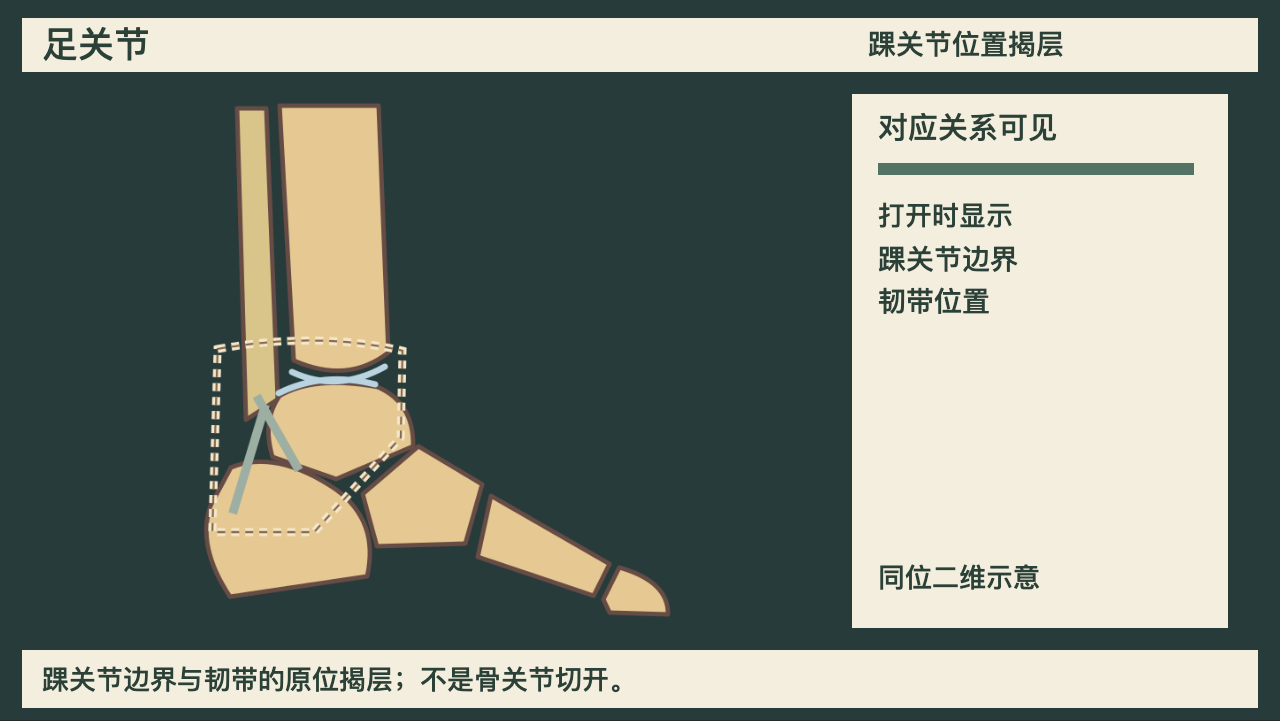 足关节
踝关节位置揭层
对应关系可见
打开时显示
踝关节边界
韧带位置
同位二维示意
踝关节边界与韧带的原位揭层；不是骨关节切开。